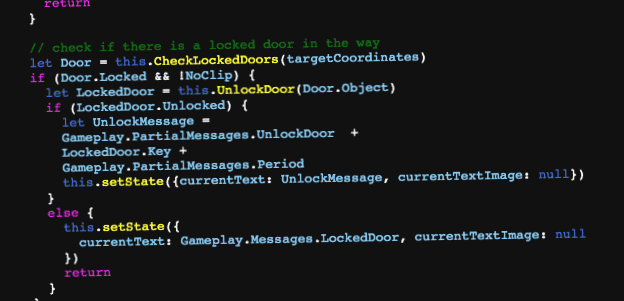 return
}
// check if there is a locked door in the way
let Door = this.CheckLockedDoors(targetCoordinates)
if (Door.Locked && !NoClip) {
let LockedDoor = this.UnlockDoor(Door.Object)
if (LockedDoor.Unlocked) {
let UnlockMessage =
Gameplay.PartialMessages.UnlockDoor +
LockedDoor.Key +
Gameplay.PartialMessages.Period
this.setState({currentText: UnlockMessage, currentTextImage: null})
}
else {
this.setState({
currentText: Gameplay.Messages.LockedDoor, currentTextImage: null
})
return
}
}